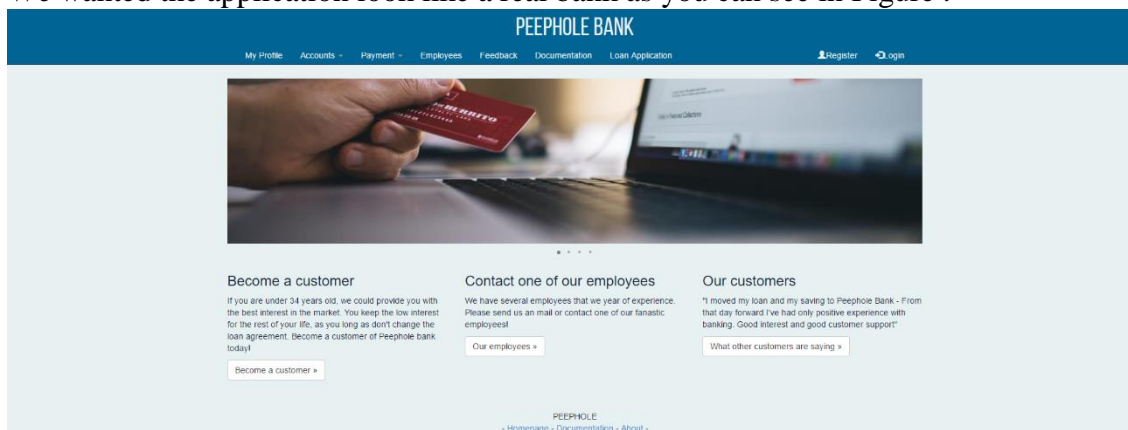 We wanted the application look like a real bank as you can see in Figure .
PEEPHOLE BANK
My Profile Accounts Payment Employees Feedback Documentation Loan Application Register Login
BURRITO
Become a customer
If you are under 34 years old, we could provide you with
the best interest in the market. You keep the low interest
for the rest of your life, as you long as don't change the
loan agreement. Become a customer of Peephole bank
today!
Become a customer »
Contact one of our employees
We have several employees that we year of experience.
Please send us an mail or contact one of our fanastic
employees!
Our employees »
Our customers
"I moved my loan and my saving to Peephole Bank - From
that day forward I've had only positive experience with
banking. Good interest and good customer support"
What other customers are saying »
PEEPHOLE
- Homepage - Documentation - About -